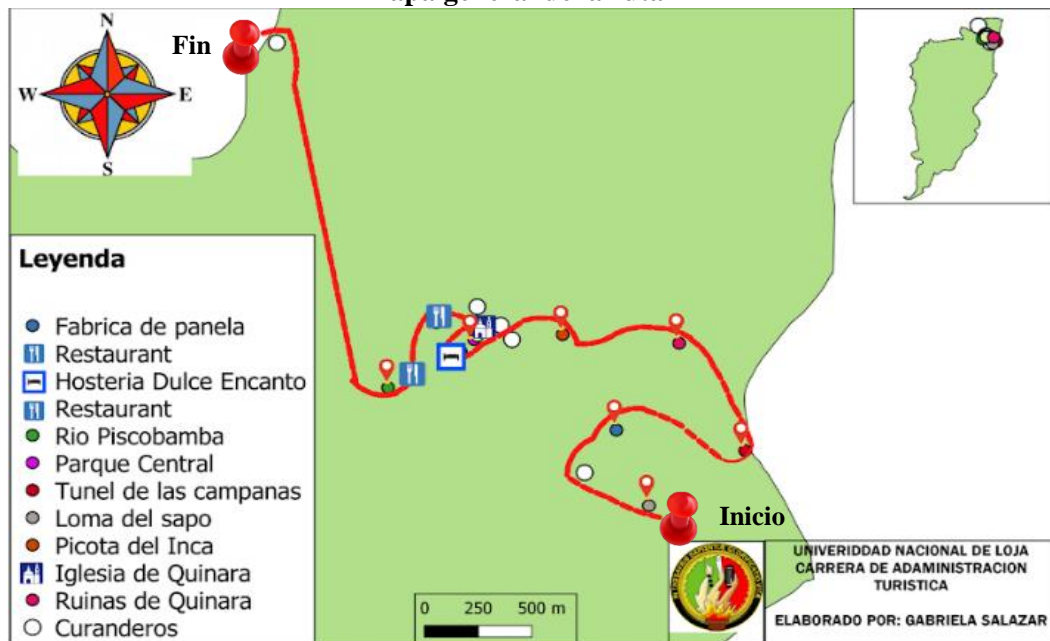 N
Fin
W E
S
Leyenda
Fabrica de panela
Restaurant
Hosteria Dulce Encanto
Restaurant
Rio Piscobamba
Parque Central
Tunel de las campanas
Loma del sapo
Picota del Inca
Iglesia de Quinara
Ruinas de Quinara
Curanderos
Inicio
0 250 500 m
UNIVERIDDAD NACIONAL DE LOJA
CARRERA DE ADAMINISTRACION
TURISTICA
ELABORADO POR: GABRIELA SALAZAR